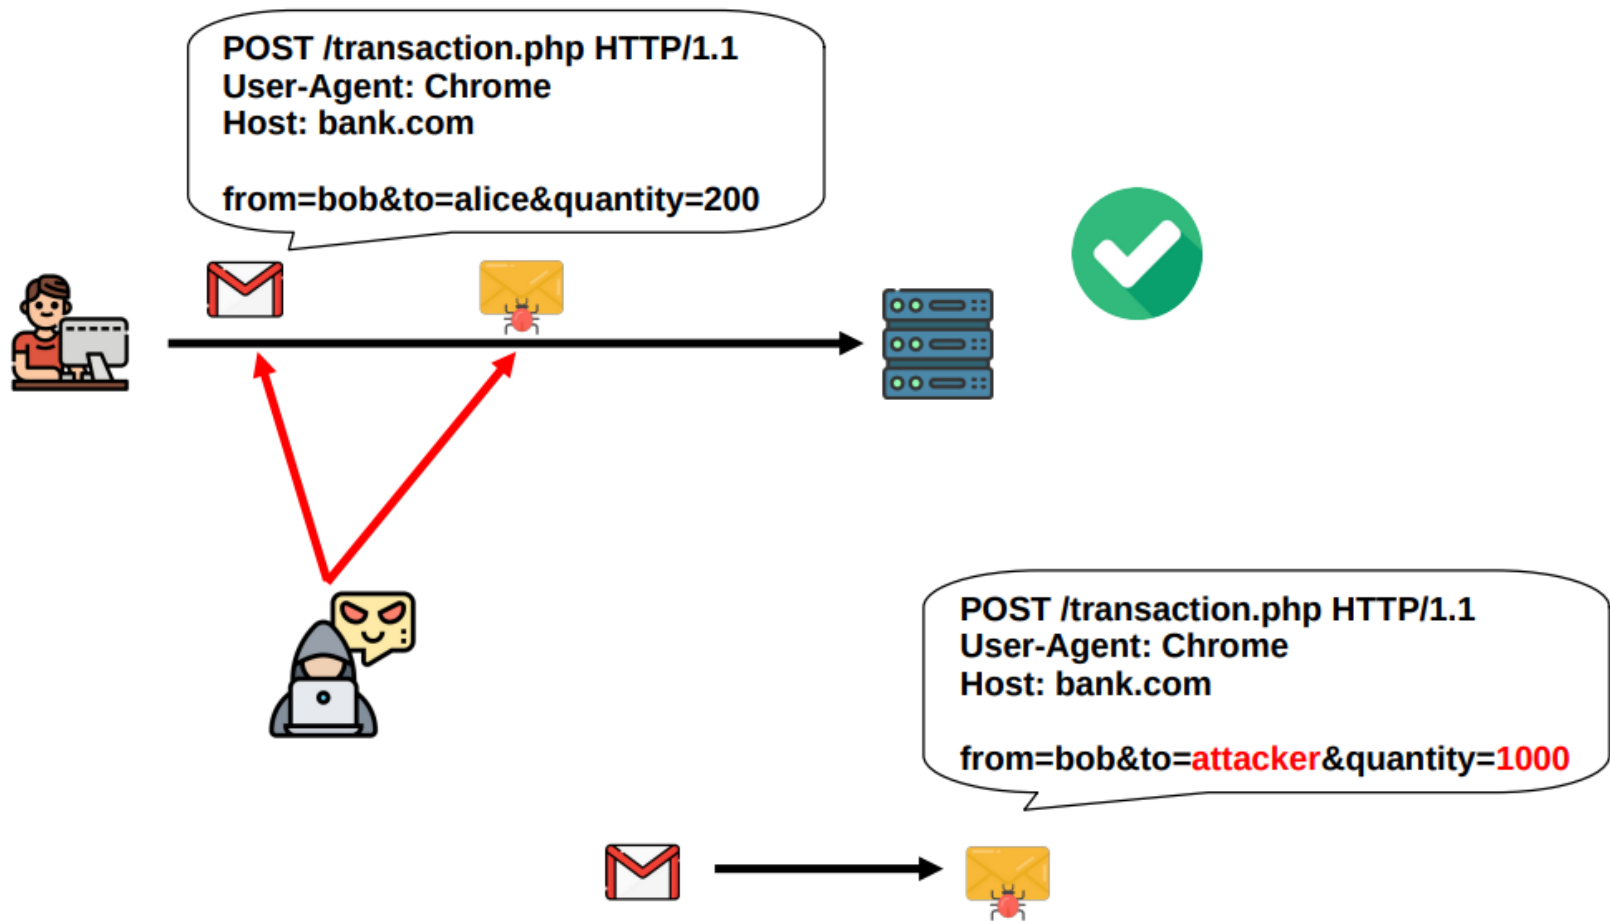 POST /transaction.php HTTP/1.1
User-Agent: Chrome
Host: bank.com
from=bob&to=alice&quantity=200
POST /transaction.php HTTP/1.1
User-Agent: Chrome
Host: bank.com
from=bob&to=attacker&quantity=1000